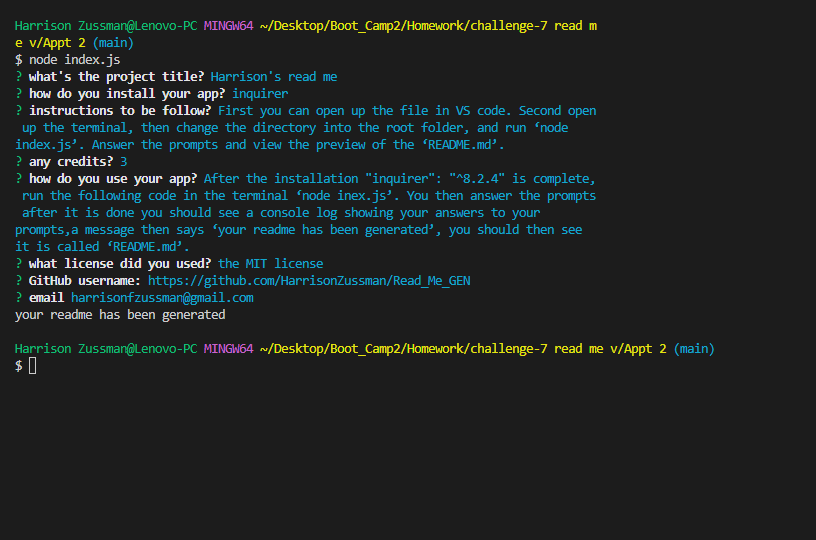 Harrison Zussman@Lenovo-PC MINGW64 ~/Desktop/Boot_Camp2/Homework/challenge-7 read m
e v/Appt 2 (main)
$ node index.js
? what's the project title? Harrison's read me
? how do you install your app? inquirer
? instructions to be follow? First you can open up the file in VS code. Second open
up the terminal, then change the directory into the root folder, and run ‘node
index.js’. Answer the prompts and view the preview of the ‘README.md’.
? any credits? 3
? how do you use your app? After the installation "inquirer": "^8.2.4" is complete,
run the following code in the terminal ‘node inex.js’. You then answer the prompts
after it is done you should see a console log showing your answers to your
prompts,a message then says ‘your readme has been generated’, you should then see
it is called ‘README.md’.
? what license did you used? the MIT license
? GitHub username: https://github.com/HarrisonZussman/Read_Me_GEN
? email harrisonfzussman@gmail.com
your readme has been generated
Harrison Zussman@Lenovo-PC MINGW64 ~/Desktop/Boot_Camp2/Homework/challenge-7 read me v/Appt 2 (main)
$